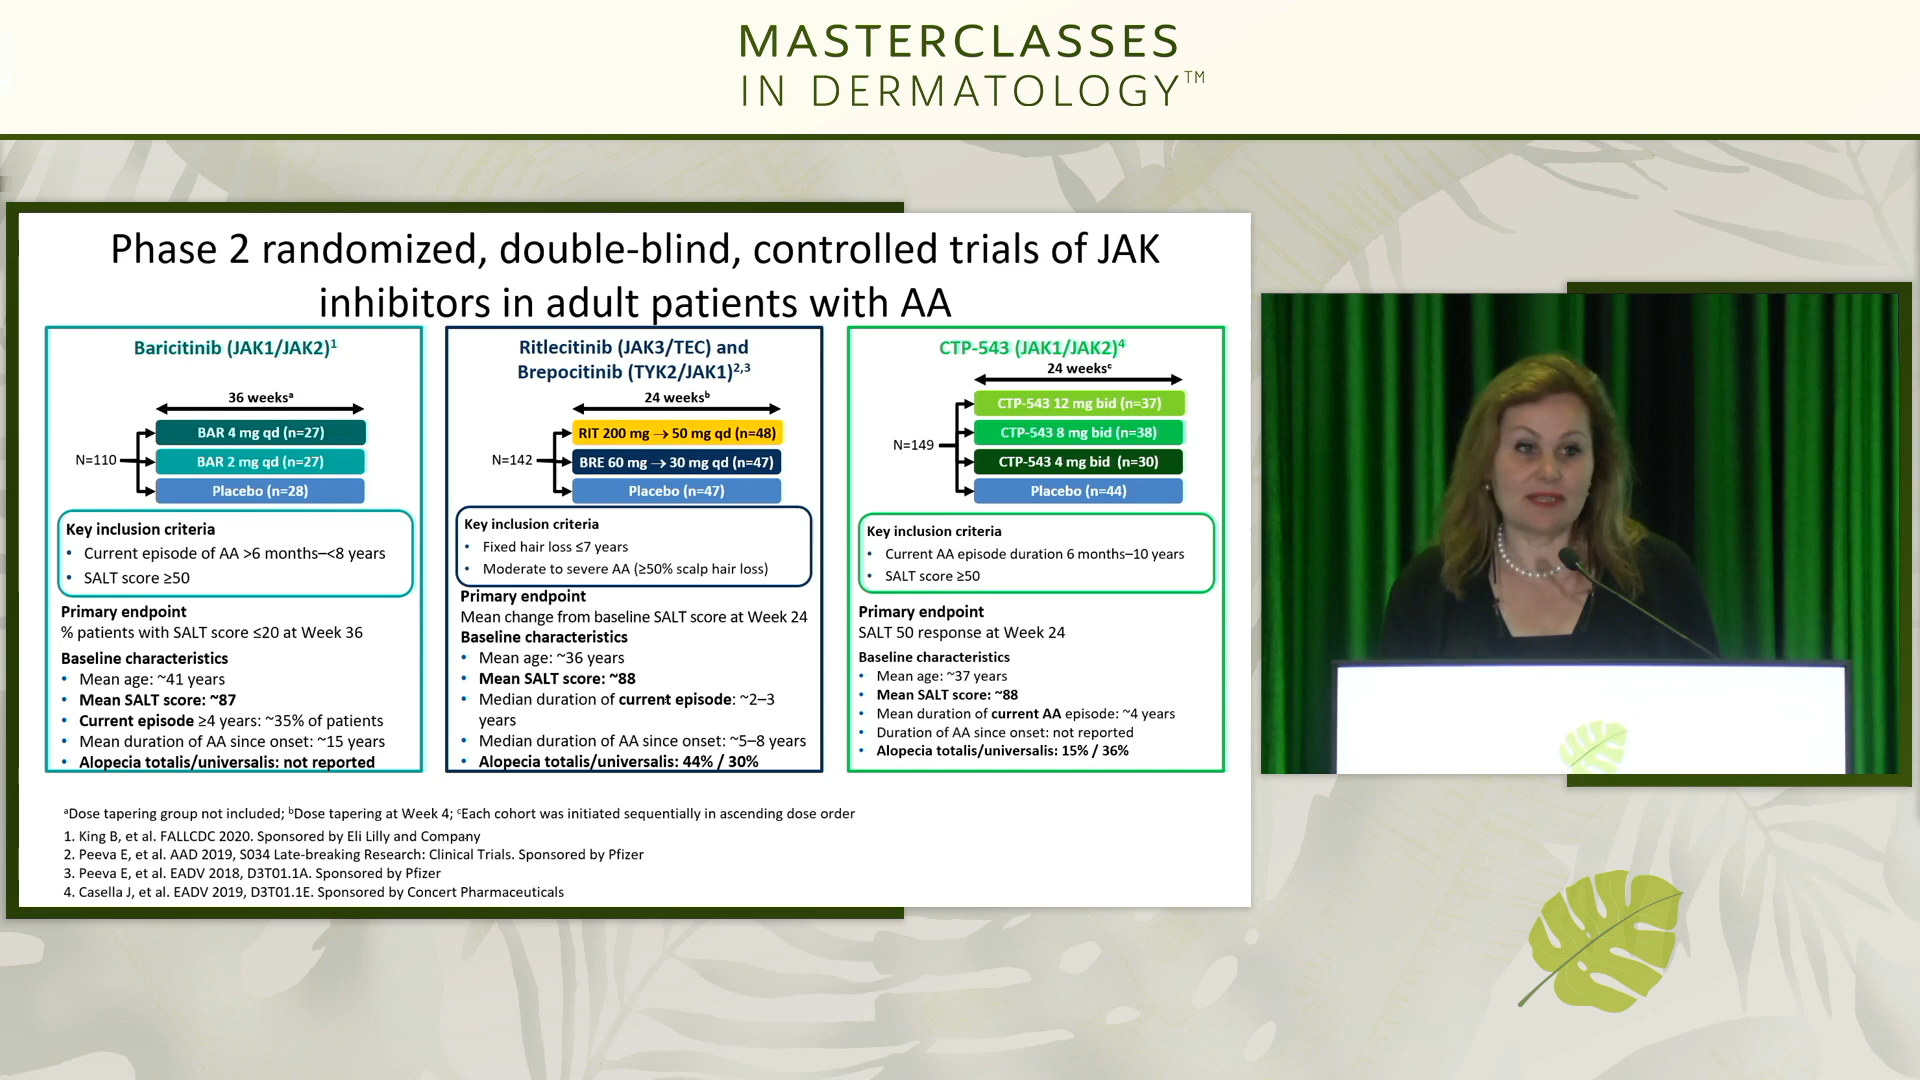 MASTERCLASSES
IN DERMATOLOGY™
Phase 2 randomized, double-blind, controlled trials of JAK
inhibitors in adult patients with AA
Baricitinib (JAK1/JAK2)¹
36 weeksᵃ
N=110
BAR 4 mg qd (n=27)
BAR 2 mg qd (n=27)
Placebo (n=28)
Key inclusion criteria
• Current episode of AA >6 months–<8 years
• SALT score ≥50
Primary endpoint
% patients with SALT score ≤20 at Week 36
Baseline characteristics
• Mean age: ~41 years
• Mean SALT score: ~87
• Current episode ≥4 years: ~35% of patients
• Mean duration of AA since onset: ~15 years
• Alopecia totalis/universalis: not reported
Ritlecitinib (JAK3/TEC) and
Brepocitinib (TYK2/JAK1)²,³
24 weeksᵇ
N=142
RIT 200 mg → 50 mg qd (n=48)
BRE 60 mg → 30 mg qd (n=47)
Placebo (n=47)
Key inclusion criteria
• Fixed hair loss ≤7 years
• Moderate to severe AA (≥50% scalp hair loss)
Primary endpoint
Mean change from baseline SALT score at Week 24
Baseline characteristics
• Mean age: ~36 years
• Mean SALT score: ~88
• Median duration of current episode: ~2–3
years
• Median duration of AA since onset: ~5–8 years
• Alopecia totalis/universalis: 44% / 30%
CTP-543 (JAK1/JAK2)⁴
24 weeksᶜ
N=149
CTP-543 12 mg bid (n=37)
CTP-543 8 mg bid (n=38)
CTP-543 4 mg bid (n=30)
Placebo (n=44)
Key inclusion criteria
• Current AA episode duration 6 months–10 years
• SALT score ≥50
Primary endpoint
SALT 50 response at Week 24
Baseline characteristics
• Mean age: ~37 years
• Mean SALT score: ~88
• Mean duration of current AA episode: ~4 years
• Duration of AA since onset: not reported
• Alopecia totalis/universalis: 15% / 36%
ᵃDose tapering group not included; ᵇDose tapering at Week 4; ᶜEach cohort was initiated sequentially in ascending dose order
1. King B, et al. FALLCDC 2020. Sponsored by Eli Lilly and Company
2. Peeva E, et al. AAD 2019, S034 Late-breaking Research: Clinical Trials. Sponsored by Pfizer
3. Peeva E, et al. EADV 2018, D3T01.1A. Sponsored by Pfizer
4. Casella J, et al. EADV 2019, D3T01.1E. Sponsored by Concert Pharmaceuticals